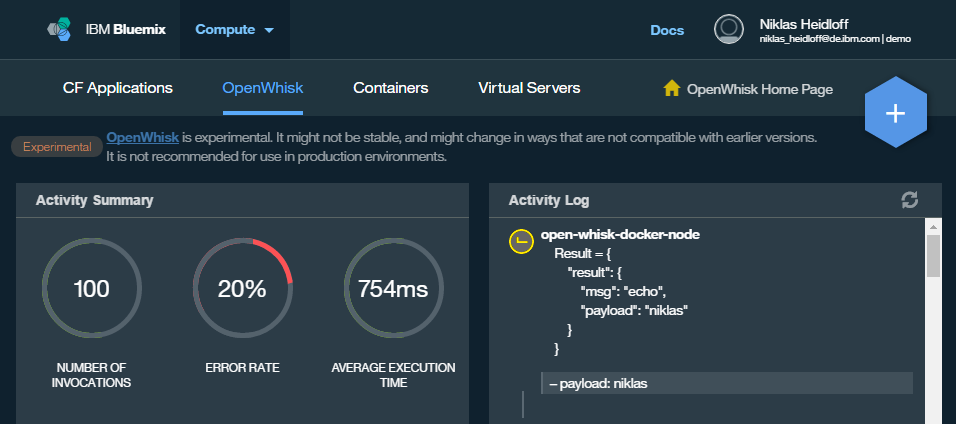 IBM Bluemix
Compute
Docs
Niklas Heidloff
niklas_heidloff@de.ibm.com | demo
CF Applications
OpenWhisk
Containers
Virtual Servers
OpenWhisk Home Page
+
Experimental
OpenWhisk is experimental. It might not be stable, and might change in ways that are not compatible with earlier versions.
It is not recommended for use in production environments.
Activity Summary
100
NUMBER OF
INVOCATIONS
20%
ERROR RATE
754ms
AVERAGE EXECUTION
TIME
Activity Log
open-whisk-docker-node
Result = {
"result": {
"msg": "echo",
"payload": "niklas"
}
}
– payload: niklas